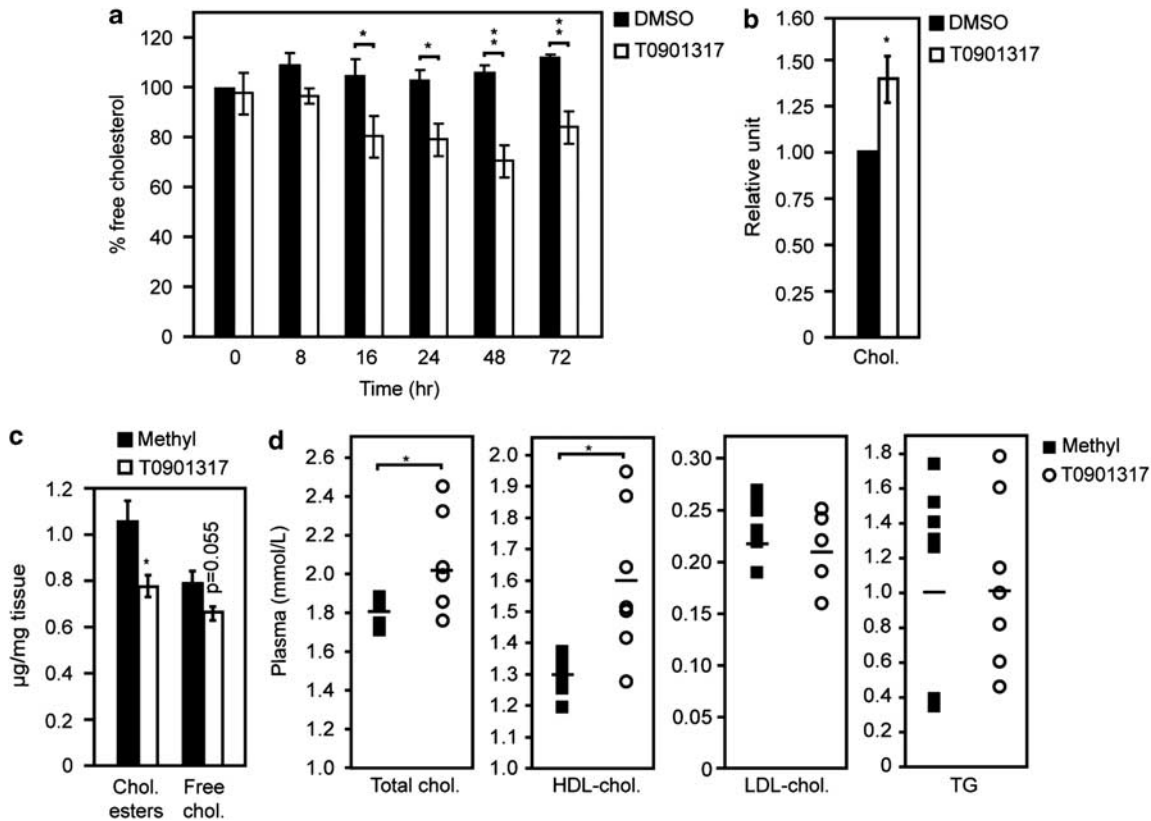 a
DMSO
T0901317
% free cholesterol
120
100
80
60
40
20
0
* * ** **
0 8 16 24 48 72
Time (hr)
b
DMSO
T0901317
Relative unit
1.60
1.50
1.25
1.00
0.75
0.50
0.25
0
*
Chol.
c
Methyl
T0901317
µg/mg tissue
1.2
1.0
0.8
0.6
0.4
0.2
0
*
p=0.055
Chol. esters
Free chol.
d
Methyl
T0901317
Plasma (mmol/L)
2.6
2.4
2.2
2.0
1.8
1.6
1.4
1.2
1.0
*
Total chol.
2.0
1.9
1.8
1.7
1.6
1.5
1.4
1.3
1.2
1.1
1.0
*
HDL-chol.
0.30
0.25
0.20
0.15
0.10
0.05
0
LDL-chol.
1.8
1.6
1.4
1.2
1.0
0.8
0.6
0.4
0.2
0
TG